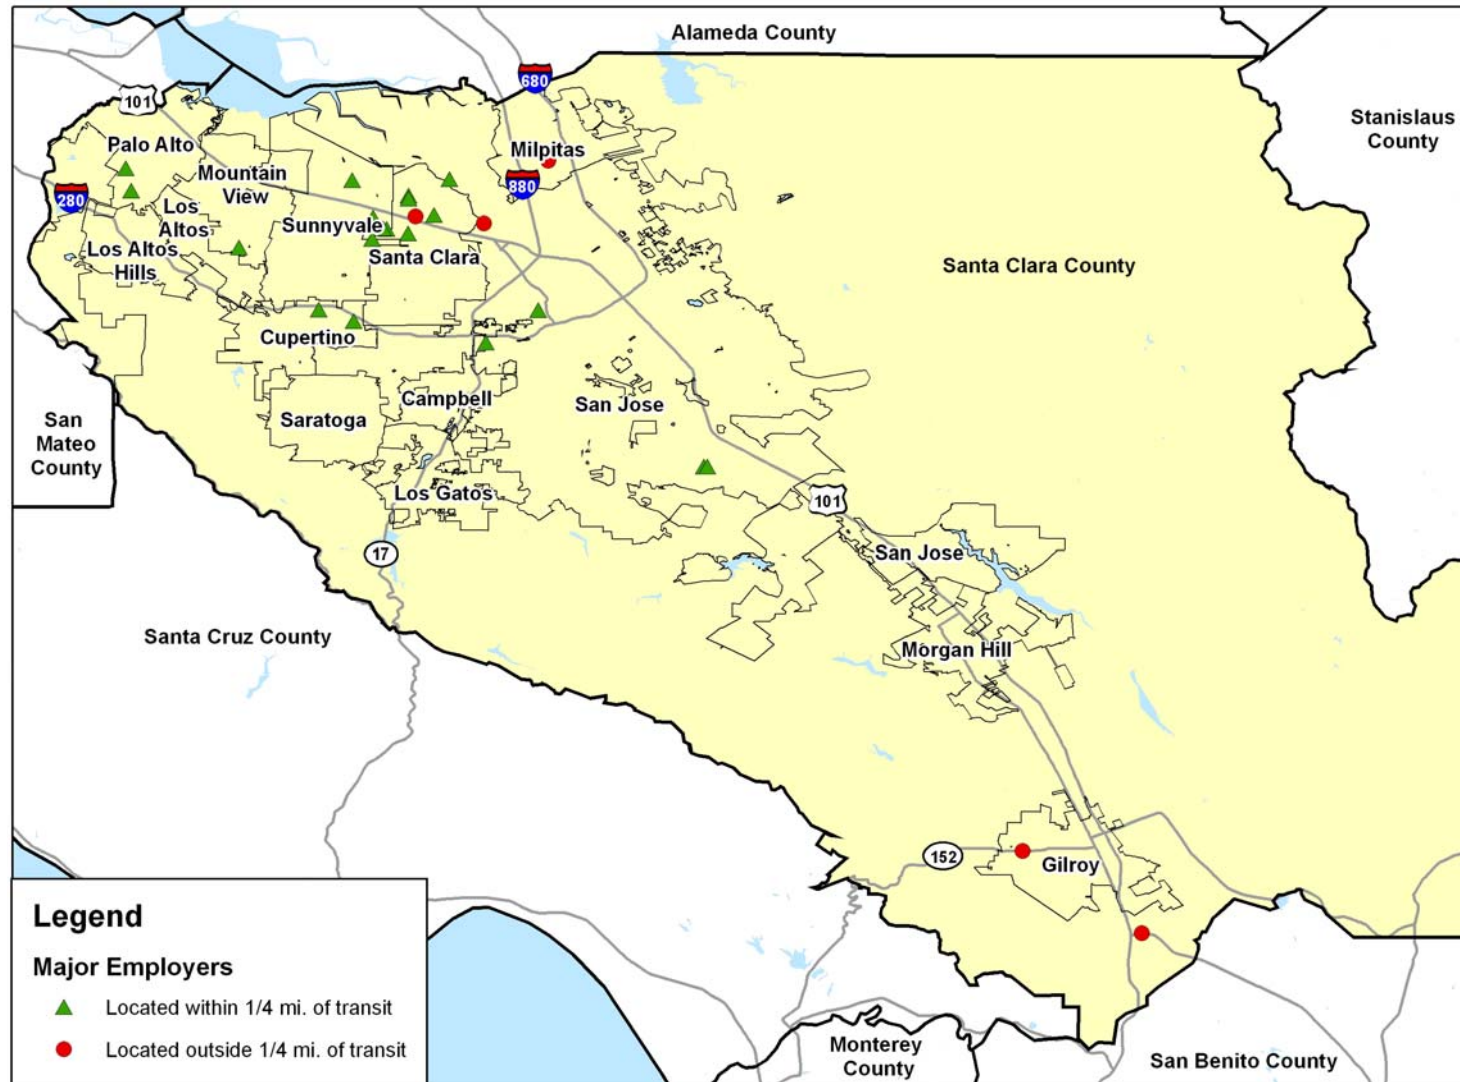 Alameda County
680
101
Stanislaus
County
Palo Alto
Milpitas
Mountain
View
880
280
Los
Altos
Sunnyvale
Los Altos
Hills
Santa Clara
Santa Clara County
Cupertino
Campbell
San Jose
San
Mateo
County
Saratoga
Los Gatos
101
17
San Jose
Santa Cruz County
Morgan Hill
152
Gilroy
Legend
Major Employers
Located within 1/4 mi. of transit
Located outside 1/4 mi. of transit
Monterey
County
San Benito County